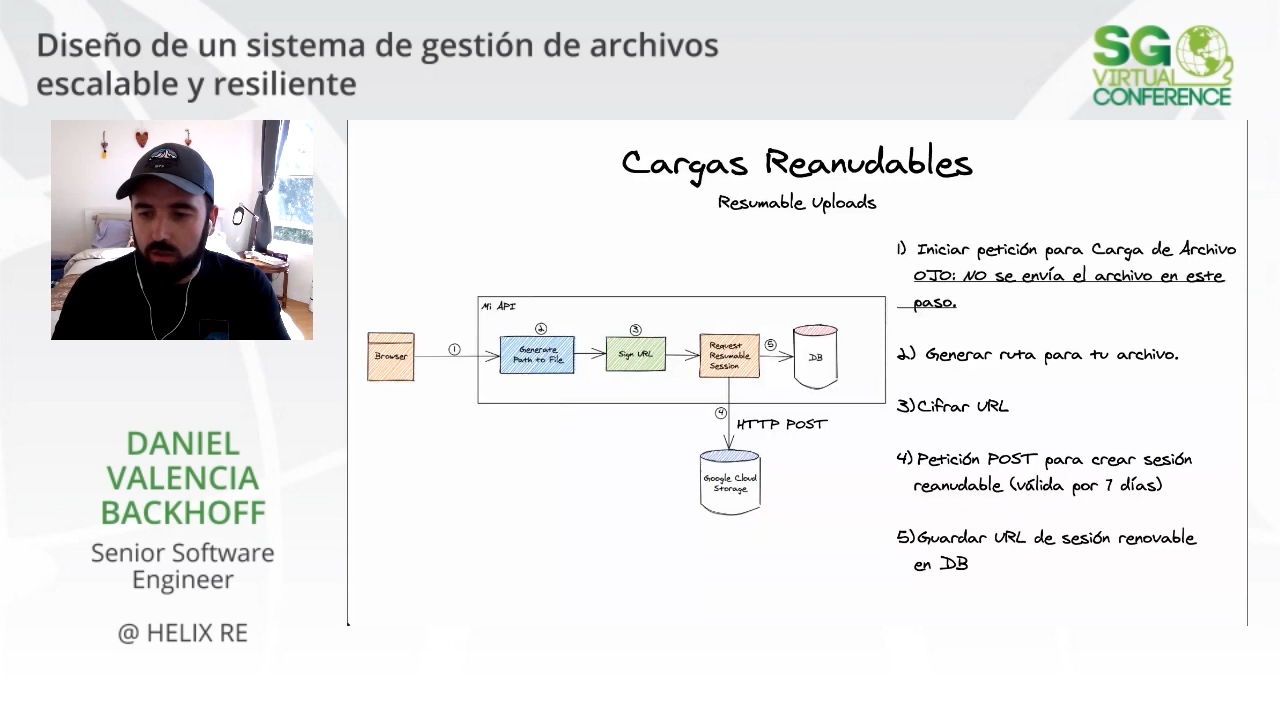 Diseño de un sistema de gestión de archivos
escalable y resiliente
SG
VIRTUAL
CONFERENCE
DANIEL
VALENCIA
BACKHOFF
Senior Software
Engineer
@ HELIX RE
Cargas Reanudables
Resumable Uploads
Mi API
Browser
1
2
Generate
Path to File
3
Sign URL
Request
Resumable
Session
5
DB
4
HTTP POST
Google Cloud
Storage
1) Iniciar petición para Carga de Archivo
OJO: NO se envía el archivo en este
paso.
2) Generar ruta para tu archivo.
3) Cifrar URL
4) Petición POST para crear sesión
reanudable (válida por 7 días)
5) Guardar URL de sesión renovable
en DB